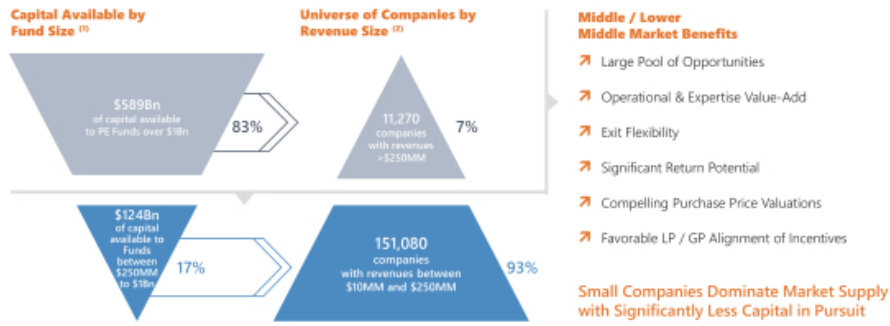 Capital Available by
Fund Size (1)
$589Bn
of capital available
to PE Funds over $1Bn
83%
Universe of Companies by
Revenue Size (2)
11,270
companies
with revenues
>$250MM
7%
$124Bn
of capital
available to
Funds
between
$250MM
to $1Bn
17%
151,080
companies
with revenues between
$10MM and $250MM
93%
Middle / Lower
Middle Market Benefits
Large Pool of Opportunities
Operational & Expertise Value-Add
Exit Flexibility
Significant Return Potential
Compelling Purchase Price Valuations
Favorable LP / GP Alignment of Incentives
Small Companies Dominate Market Supply
with Significantly Less Capital in Pursuit